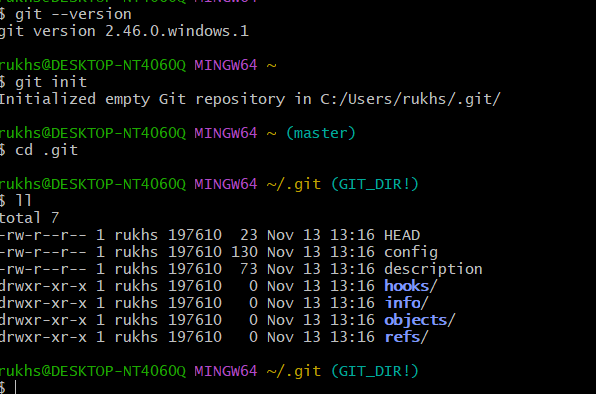 $ git --version
git version 2.46.0.windows.1
rukhs@DESKTOP-NT4060Q MINGW64 ~
$ git init
Initialized empty Git repository in C:/Users/rukhs/.git/
rukhs@DESKTOP-NT4060Q MINGW64 ~ (master)
$ cd .git
rukhs@DESKTOP-NT4060Q MINGW64 ~/.git (GIT_DIR!)
$ ll
total 7
-rw-r--r-- 1 rukhs 197610  23 Nov 13 13:16 HEAD
-rw-r--r-- 1 rukhs 197610 130 Nov 13 13:16 config
-rw-r--r-- 1 rukhs 197610  73 Nov 13 13:16 description
drwxr-xr-x 1 rukhs 197610   0 Nov 13 13:16 hooks/
drwxr-xr-x 1 rukhs 197610   0 Nov 13 13:16 info/
drwxr-xr-x 1 rukhs 197610   0 Nov 13 13:16 objects/
drwxr-xr-x 1 rukhs 197610   0 Nov 13 13:16 refs/
rukhs@DESKTOP-NT4060Q MINGW64 ~/.git (GIT_DIR!)
$